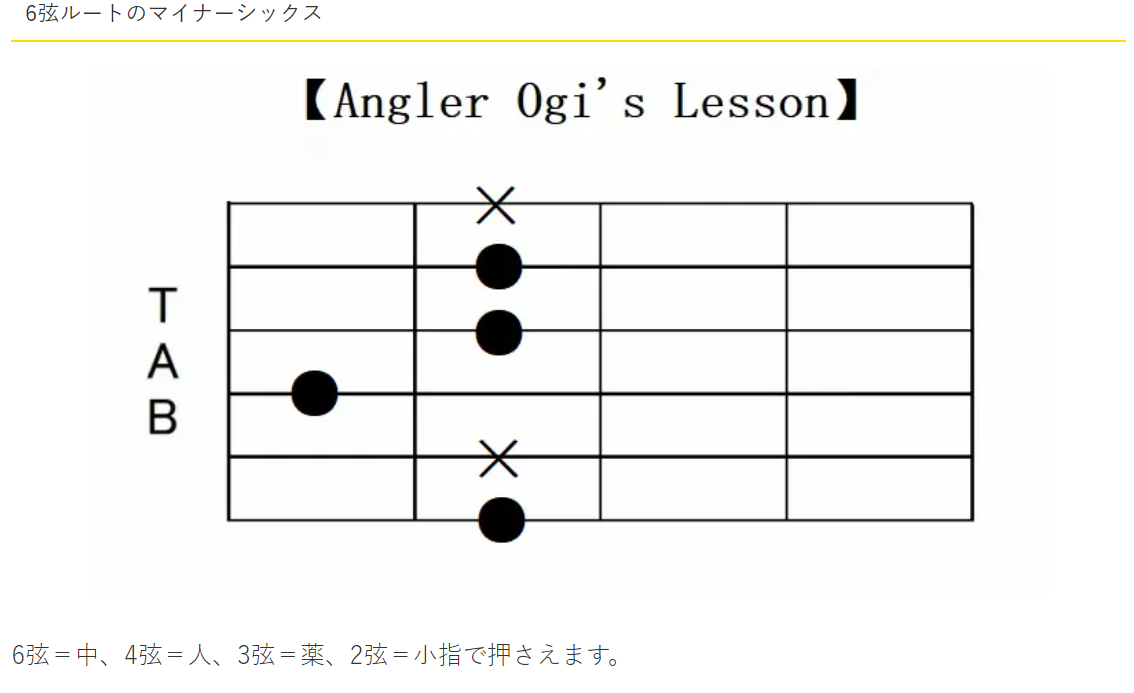 6弦ルートのマイナーシックス
【Angler Ogi's Lesson】
T
A
B
6弦＝中、4弦＝人、3弦＝薬、2弦＝小指で押さえます。